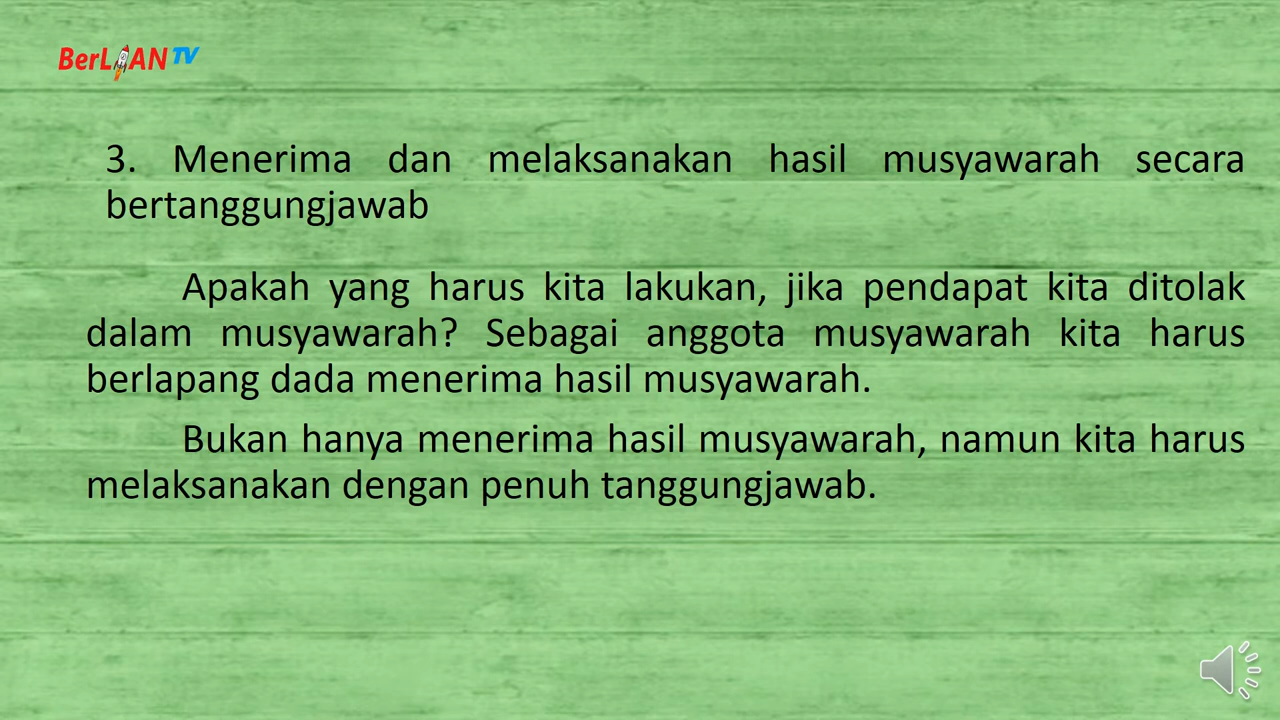 BerLIAN TV
3. Menerima dan melaksanakan hasil musyawarah secara
bertanggungjawab
Apakah yang harus kita lakukan, jika pendapat kita ditolak
dalam musyawarah? Sebagai anggota musyawarah kita harus
berlapang dada menerima hasil musyawarah.
Bukan hanya menerima hasil musyawarah, namun kita harus
melaksanakan dengan penuh tanggungjawab.